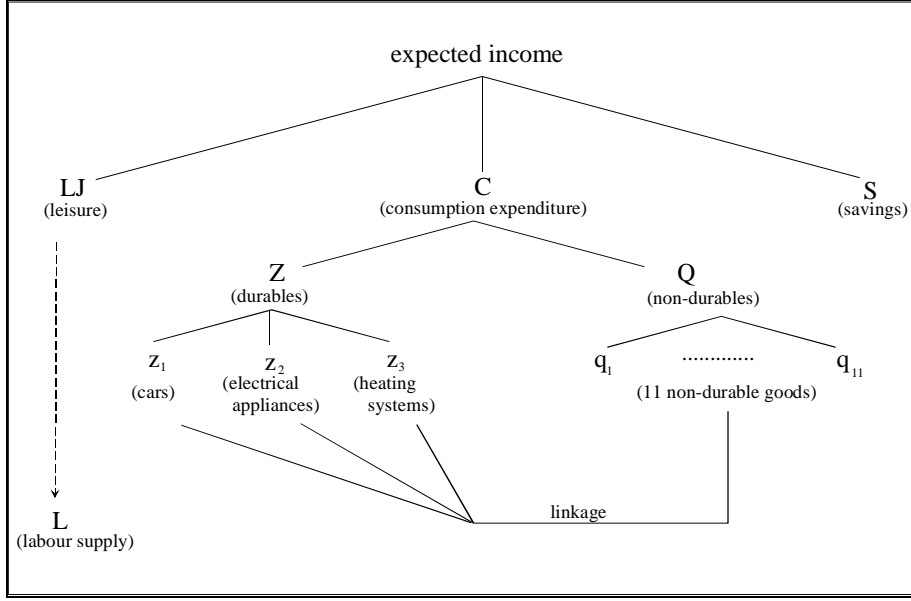 expected income
LJ
(leisure)
C
(consumption expenditure)
S
(savings)
Z
(durables)
Q
(non-durables)
z1
(cars)
z2
(electrical
appliances)
z3
(heating
systems)
q1
.............
q11
(11 non-durable goods)
linkage
L
(labour supply)